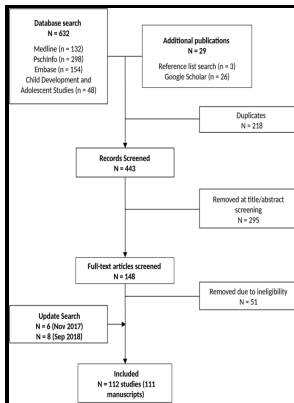 Database search
N = 632
Medline (n = 132)
PschInfo (n = 298)
Embase (n = 154)
Child Development and
Adolescent Studies (n = 48)
Additional publications
N = 29
Reference list search (n = 3)
Google Scholar (n = 26)
Duplicates
N = 218
Records Screened
N = 443
Removed at title/abstract
screening
N = 295
Full-text articles screened
N = 148
Removed due to ineligibility
N = 51
Update Search
N = 6 (Nov 2017)
N = 8 (Sep 2018)
Included
N = 112 studies (111
manuscripts)